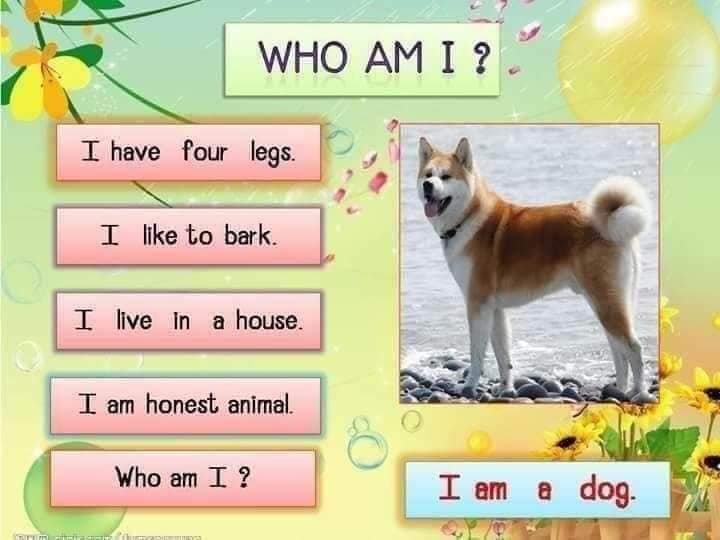 WHO AM I ?
I have four legs.
I like to bark.
I live in a house.
I am honest animal.
Who am I ?
I am a dog.